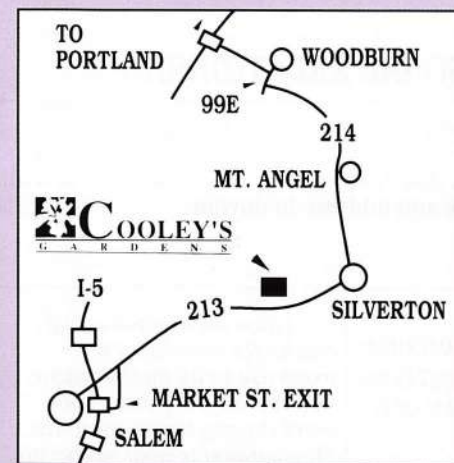 TO
PORTLAND
WOODBURN
99E
214
MT. ANGEL
COOLEY'S
GARDENS
I-5
213
SILVERTON
MARKET ST. EXIT
SALEM